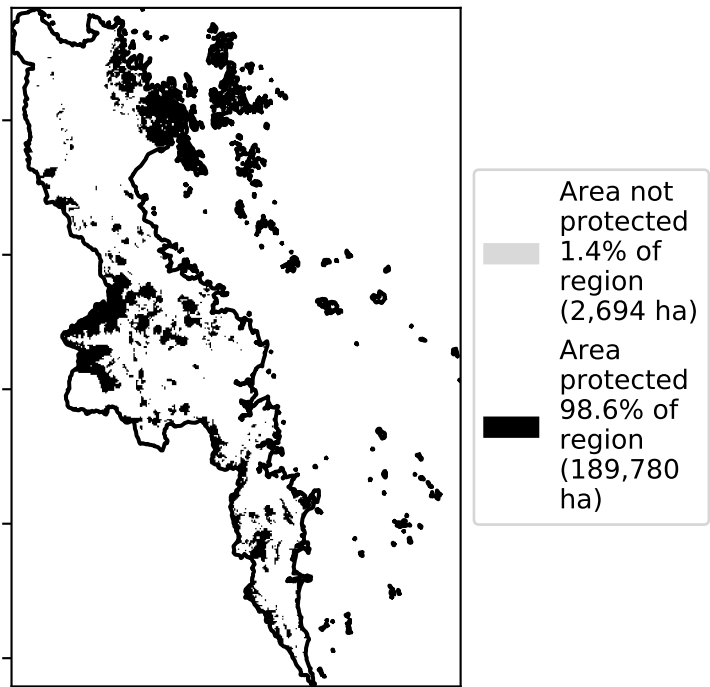 Area not
protected
1.4% of
region
(2,694 ha)
Area
protected
98.6% of
region
(189,780
ha)